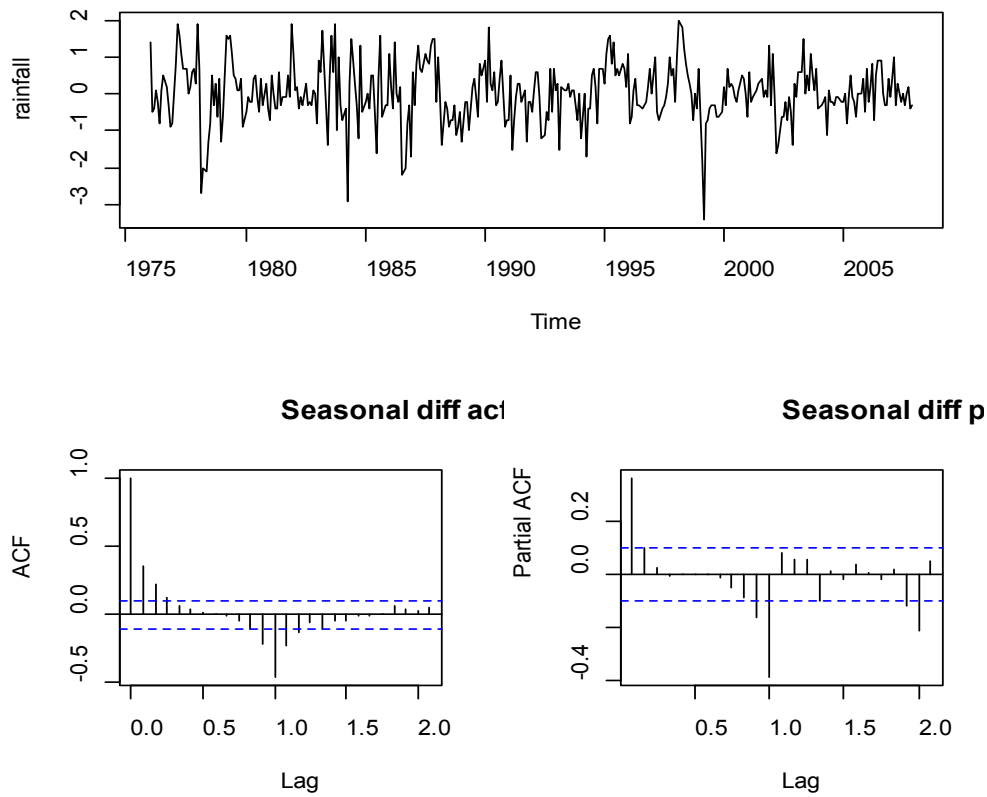 rainfall
2
1
0
-1
-2
-3
1975 1980 1985 1990 1995 2000 2005
Time
Seasonal diff acf
ACF
1.0
0.5
0.0
-0.5
0.0 0.5 1.0 1.5 2.0
Lag
Seasonal diff p
Partial ACF
0.2
0.0
-0.4
0.5 1.0 1.5 2.0
Lag